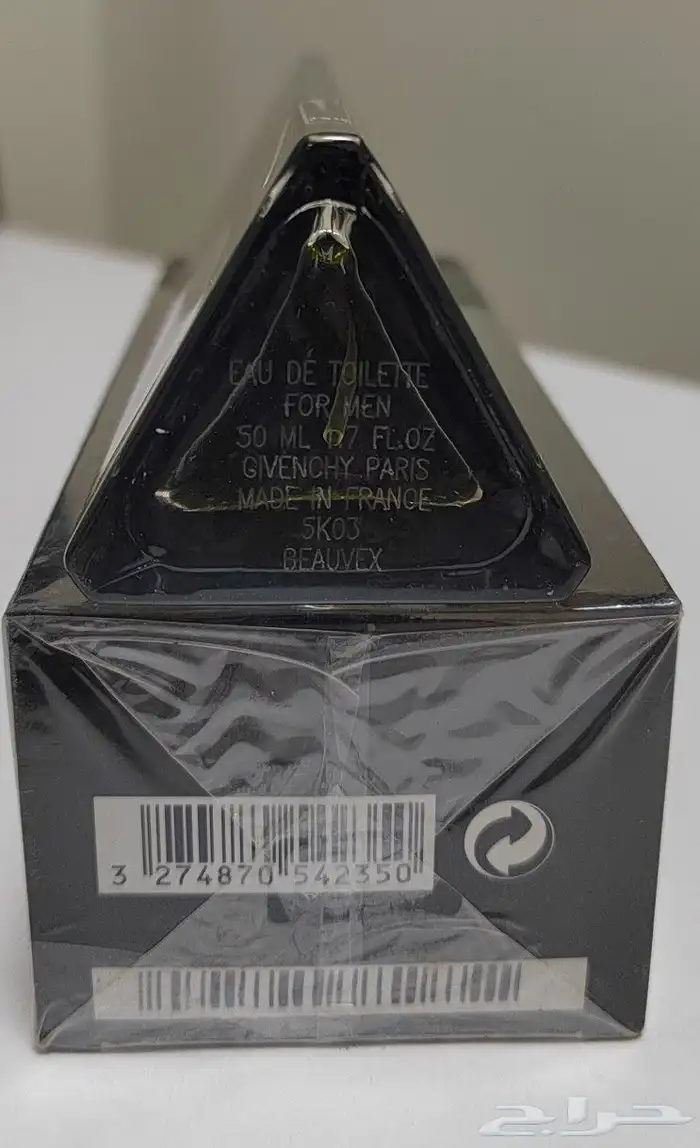 EAU DE TOILETTE
FOR MEN
50 ML 1.7 FL.OZ
GIVENCHY PARIS
MADE IN FRANCE
5K03
BEAUVEX
3 274870 542350
حراج